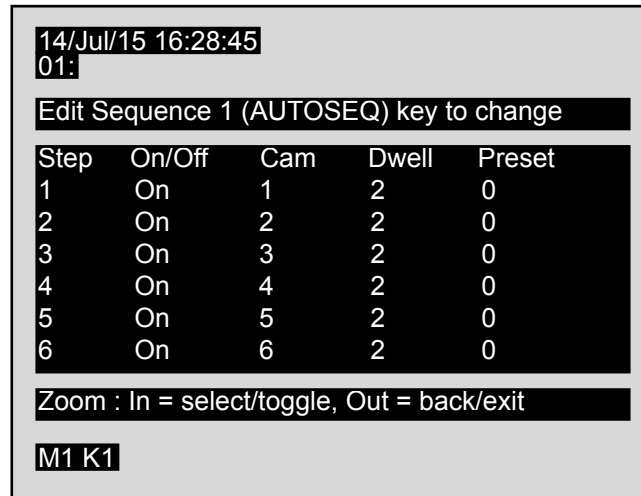 14/Jul/15 16:28:45
01:
Edit Sequence 1 (AUTOSEQ) key to change
Step On/Off Cam Dwell Preset
1 On 1 2 0
2 On 2 2 0
3 On 3 2 0
4 On 4 2 0
5 On 5 2 0
6 On 6 2 0
Zoom : In = select/toggle, Out = back/exit
M1 K1